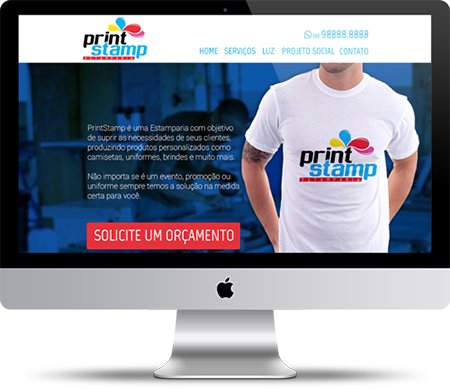 print
stamp
ESTAMPARIA
98888.8888
HOME SERVIÇOS LUZ PROJETO SOCIAL CONTATO
PrintStamp é uma Estamparia com objetivo
de suprir as necessidades de seus clientes,
produzindo produtos personalizados como
camisetas, uniformes, brindes e muito mais.
Não importa se é um evento, promoção ou
uniforme sempre temos a solução na medida
certa para você.
SOLICITE UM ORÇAMENTO
print
stamp
ESTAMPARIA